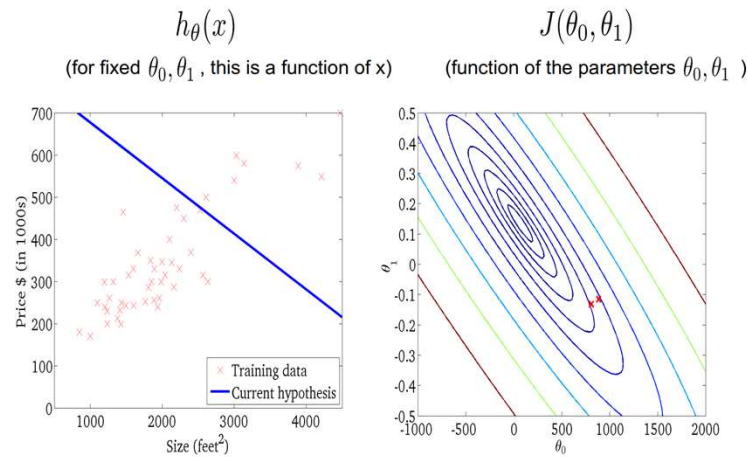 hθ(x)
(for fixed θ₀,θ₁, this is a function of x)
700
600
500
400
300
200
100
0
Price $ (in 1000s)
1000 2000 3000 4000
Size (feet²)
Training data
Current hypothesis
J(θ₀,θ₁)
(function of the parameters θ₀,θ₁ )
0.5
0.4
0.3
0.2
0.1
0
-0.1
-0.2
-0.3
-0.4
-0.5
θ₁
-1000 -500 0 500 1000 1500 2000
θ₀